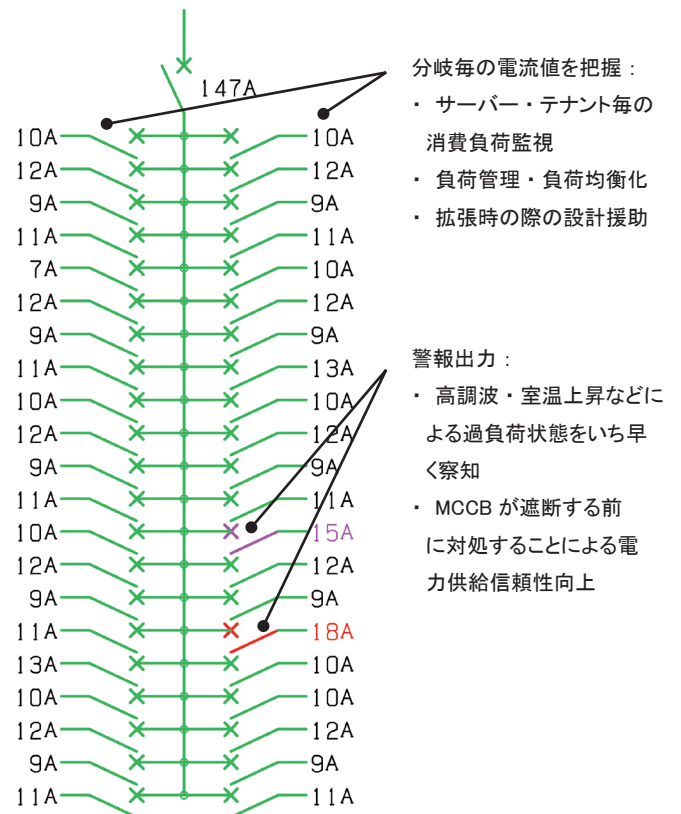 147A
10A 10A
12A 12A
9A 9A
11A 11A
7A 10A
12A 12A
9A 9A
11A 13A
10A 10A
12A 12A
9A 9A
11A 11A
10A 15A
12A 12A
9A 9A
11A 18A
13A 10A
10A 10A
12A 12A
9A 9A
11A 11A
分岐毎の電流値を把握：
・ サーバー・テナント毎の
消費負荷監視
・ 負荷管理・負荷均衡化
・ 拡張時の際の設計援助
警報出力：
・ 高調波・室温上昇などに
よる過負荷状態をいち早
く察知
・ MCCB が遮断する前
に対処することによる電
力供給信頼性向上